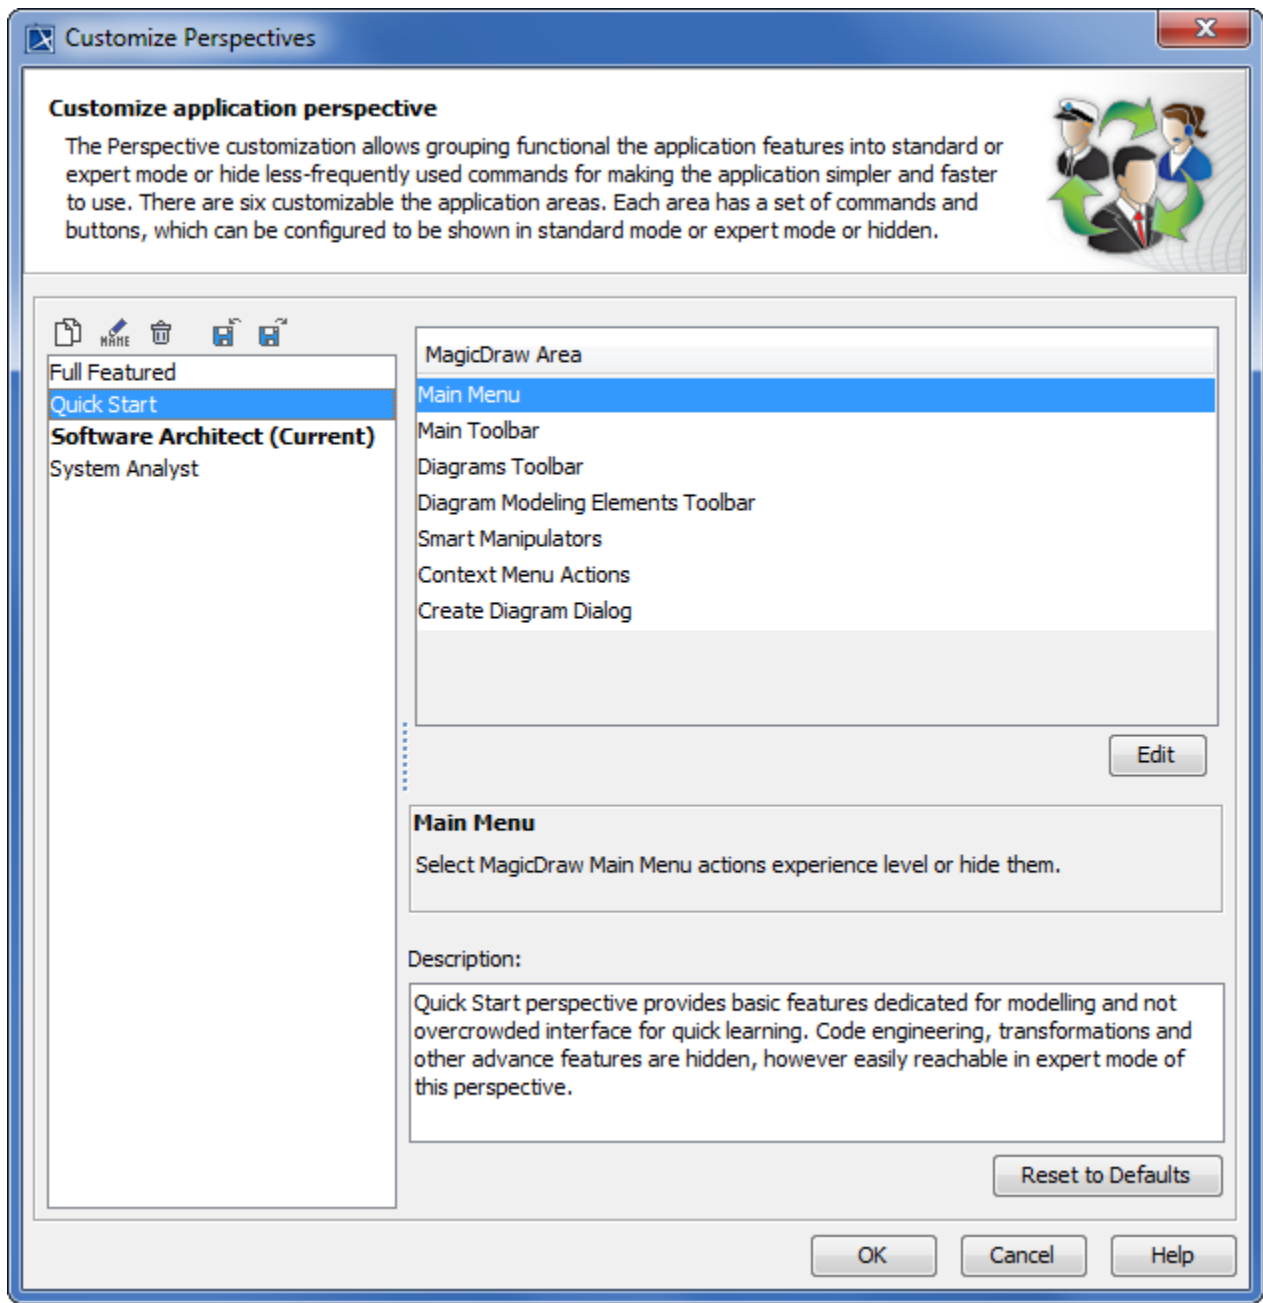 Customize Perspectives
Customize application perspective
The Perspective customization allows grouping functional the application features into standard or
expert mode or hide less-frequently used commands for making the application simpler and faster
to use. There are six customizable the application areas. Each area has a set of commands and
buttons, which can be configured to be shown in standard mode or expert mode or hidden.
NAME
Full Featured
Quick Start
Software Architect (Current)
System Analyst
MagicDraw Area
Main Menu
Main Toolbar
Diagrams Toolbar
Diagram Modeling Elements Toolbar
Smart Manipulators
Context Menu Actions
Create Diagram Dialog
Edit
Main Menu
Select MagicDraw Main Menu actions experience level or hide them.
Description:
Quick Start perspective provides basic features dedicated for modelling and not
overcrowded interface for quick learning. Code engineering, transformations and
other advance features are hidden, however easily reachable in expert mode of
this perspective.
Reset to Defaults
OK
Cancel
Help